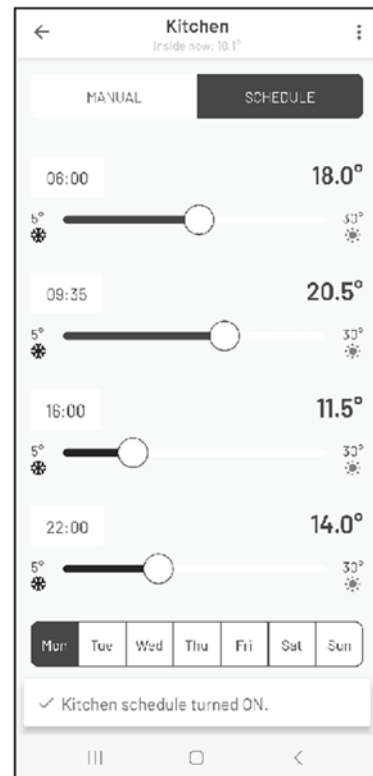 Kitchen
Inside now: 18.1°
MANUAL SCHEDULE
06:00 18.0°
5° 30°
09:35 20.5°
5° 30°
16:00 11.5°
5° 30°
22:00 14.0°
5° 30°
Mon Tue Wed Thu Fri Sat Sun
✓ Kitchen schedule turned ON.